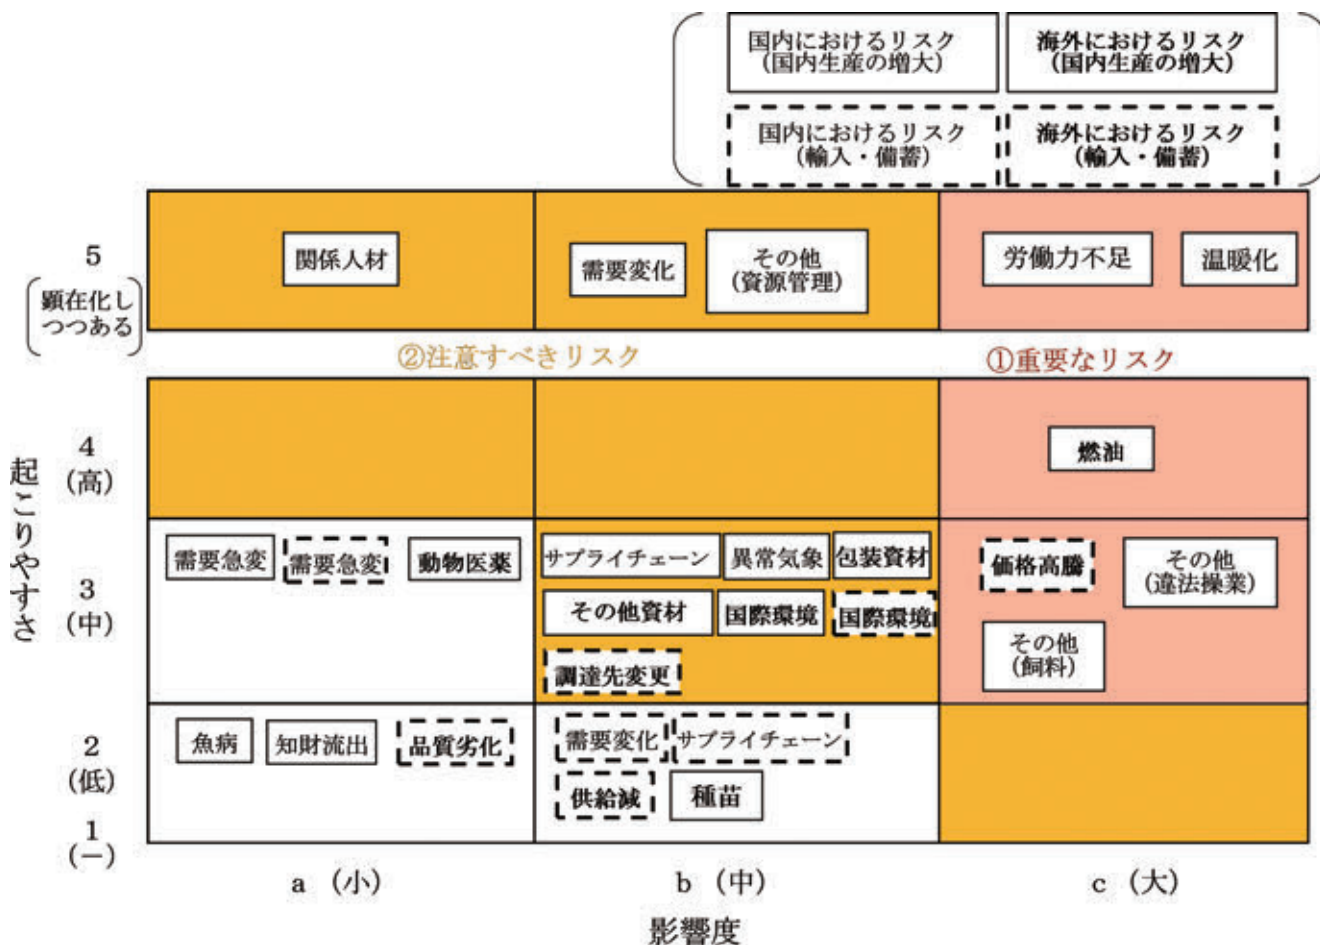 国内におけるリスク
（国内生産の増大）
海外におけるリスク
（国内生産の増大）
国内におけるリスク
（輸入・備蓄）
海外におけるリスク
（輸入・備蓄）
5
顕在化し
つつある
関係人材
需要変化
その他
（資源管理）
労働力不足
温暖化
②注意すべきリスク
①重要なリスク
起こりやすさ
4
（高）
燃油
3
（中）
需要急変
需要急変
動物医薬
サプライチェーン
異常気象
包装資材
その他資材
国際環境
国際環境
調達先変更
価格高騰
その他
（違法操業）
その他
（飼料）
2
（低）
魚病
知財流出
品質劣化
需要変化
サプライチェーン
供給減
種苗
1
（－）
a （小）
b （中）
c （大）
影響度